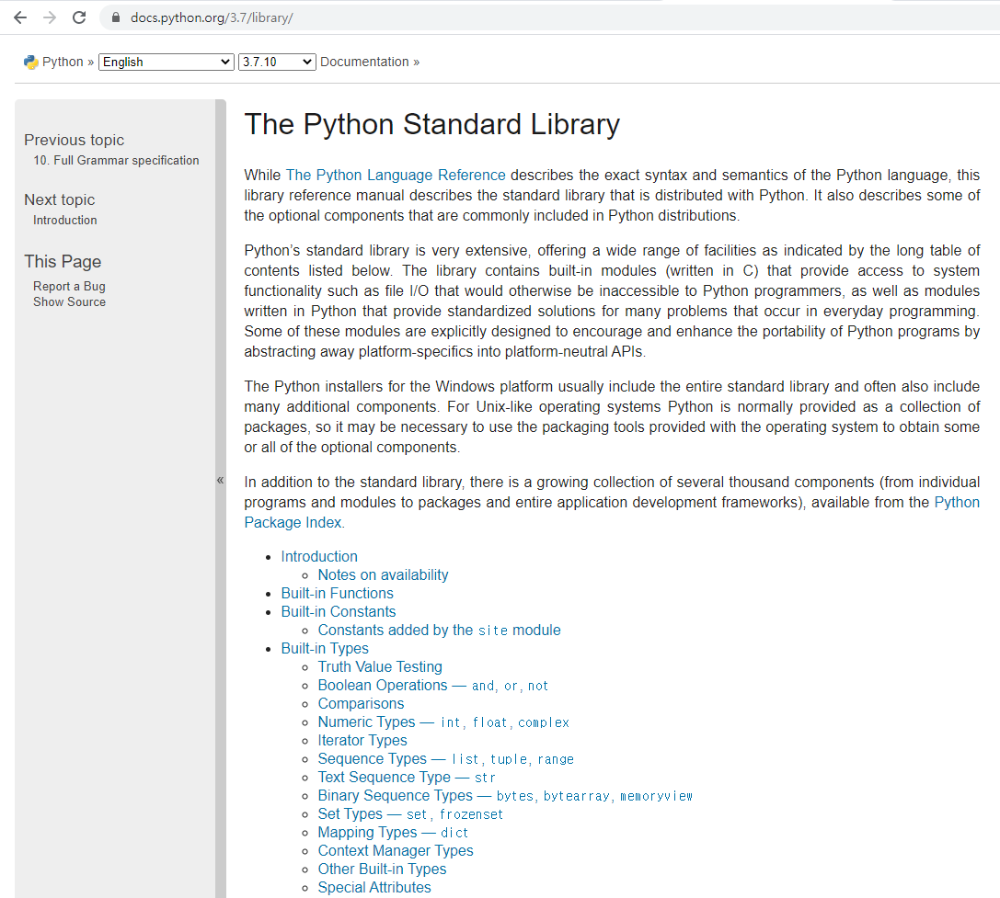 docs.python.org/3.7/library/
Python » English 3.7.10 Documentation »
Previous topic
10. Full Grammar specification
Next topic
Introduction
This Page
Report a Bug
Show Source
«
The Python Standard Library
While The Python Language Reference describes the exact syntax and semantics of the Python language, this
library reference manual describes the standard library that is distributed with Python. It also describes some of
the optional components that are commonly included in Python distributions.
Python’s standard library is very extensive, offering a wide range of facilities as indicated by the long table of
contents listed below. The library contains built-in modules (written in C) that provide access to system
functionality such as file I/O that would otherwise be inaccessible to Python programmers, as well as modules
written in Python that provide standardized solutions for many problems that occur in everyday programming.
Some of these modules are explicitly designed to encourage and enhance the portability of Python programs by
abstracting away platform-specifics into platform-neutral APIs.
The Python installers for the Windows platform usually include the entire standard library and often also include
many additional components. For Unix-like operating systems Python is normally provided as a collection of
packages, so it may be necessary to use the packaging tools provided with the operating system to obtain some
or all of the optional components.
In addition to the standard library, there is a growing collection of several thousand components (from individual
programs and modules to packages and entire application development frameworks), available from the Python
Package Index.
• Introduction
◦ Notes on availability
• Built-in Functions
• Built-in Constants
◦ Constants added by the site module
• Built-in Types
◦ Truth Value Testing
◦ Boolean Operations — and, or, not
◦ Comparisons
◦ Numeric Types — int, float, complex
◦ Iterator Types
◦ Sequence Types — list, tuple, range
◦ Text Sequence Type — str
◦ Binary Sequence Types — bytes, bytearray, memoryview
◦ Set Types — set, frozenset
◦ Mapping Types — dict
◦ Context Manager Types
◦ Other Built-in Types
◦ Special Attributes